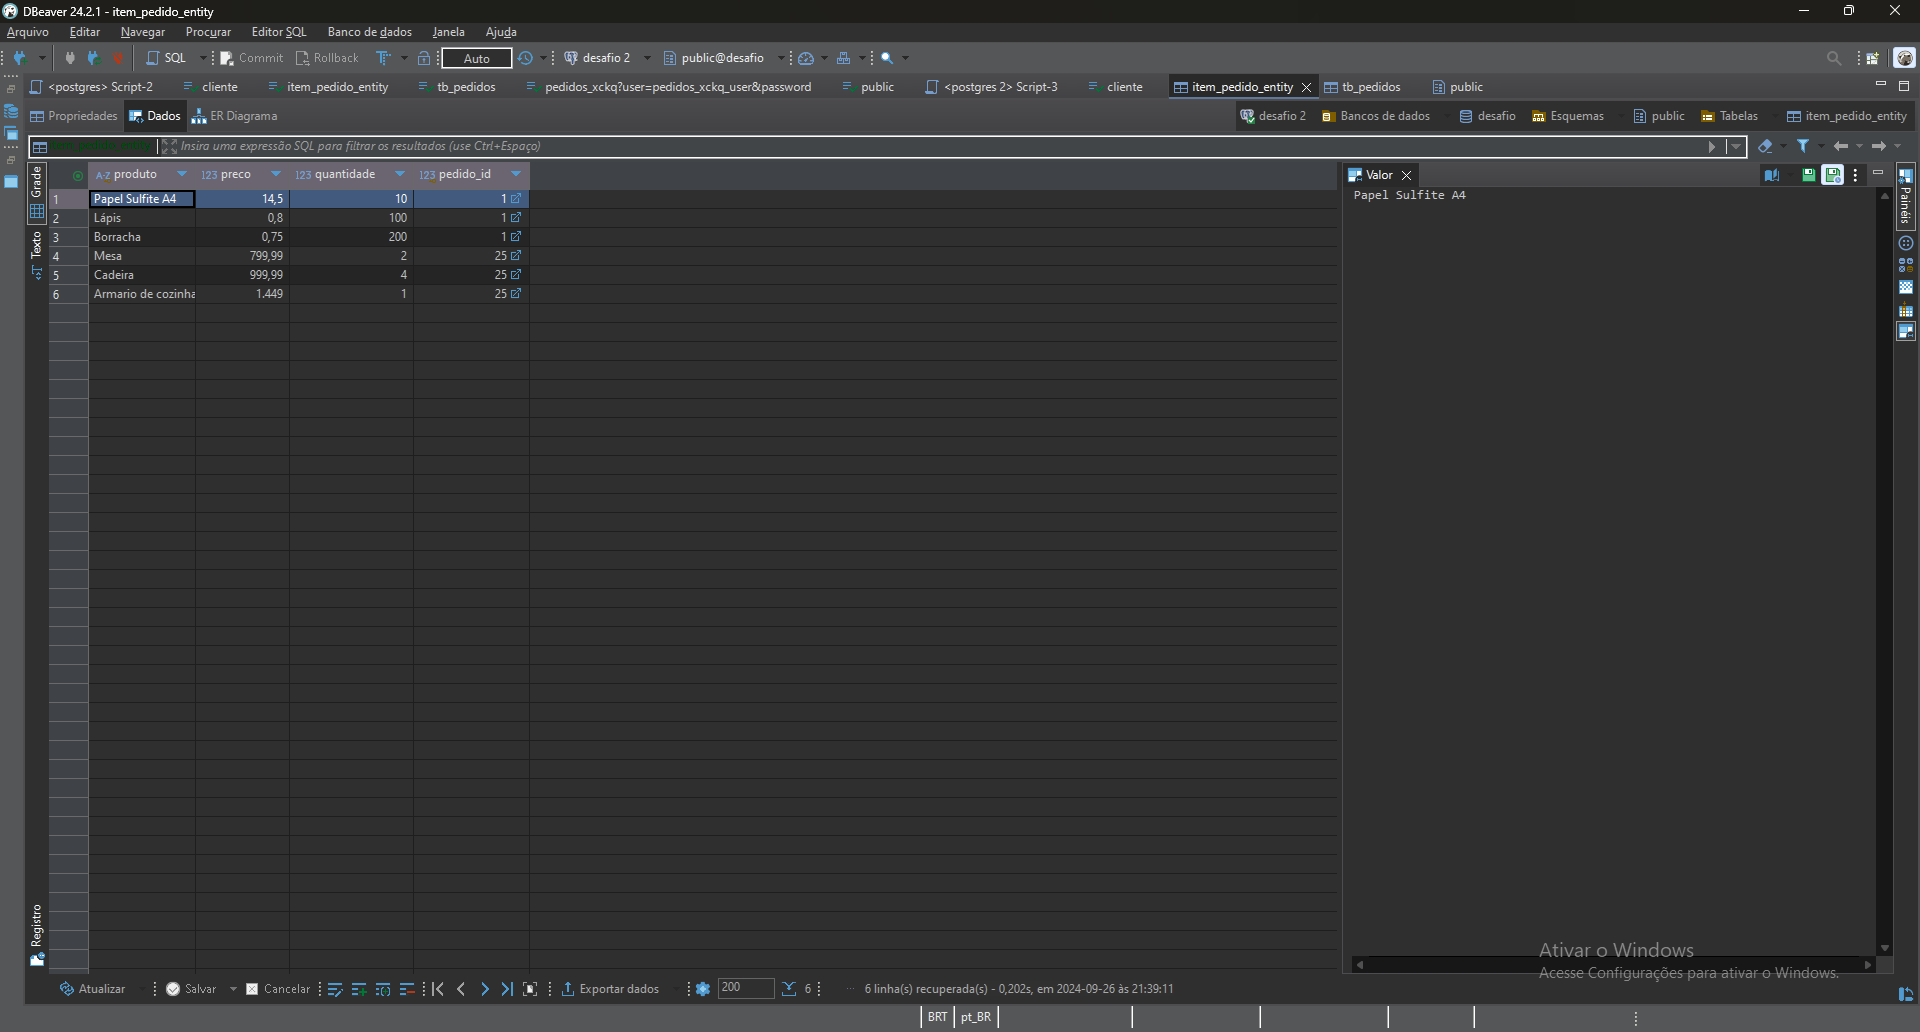 DBeaver 24.2.1 - item_pedido_entity
Arquivo Editar Navegar Procurar Editor SQL Banco de dados Janela Ajuda
SQL Commit Rollback Auto desafio 2 public@desafio
<postgres> Script-2 cliente item_pedido_entity tb_pedidos pedidos_xckq?user=pedidos_xckq_user&password public <postgres 2> Script-3 cliente item_pedido_entity tb_pedidos public
Propriedades Dados ER Diagrama desafio 2 Bancos de dados desafio Esquemas public Tabelas item_pedido_entity
item_pedido_entity Insira uma expressão SQL para filtrar os resultados (use Ctrl+Espaço)
Grade
Texto
Registro
A-Z produto 123 preco 123 quantidade 123 pedido_id
1 Papel Sulfite A4 14,5 10 1
2 Lápis 0,8 100 1
3 Borracha 0,75 200 1
4 Mesa 799,99 2 25
5 Cadeira 999,99 4 25
6 Armario de cozinha 1.449 1 25
Valor
Papel Sulfite A4
Painéis
Ativar o Windows
Acesse Configurações para ativar o Windows.
Atualizar Salvar Cancelar Exportar dados 200 6 ... 6 linha(s) recuperada(s) - 0,202s, em 2024-09-26 às 21:39:11
BRT pt_BR